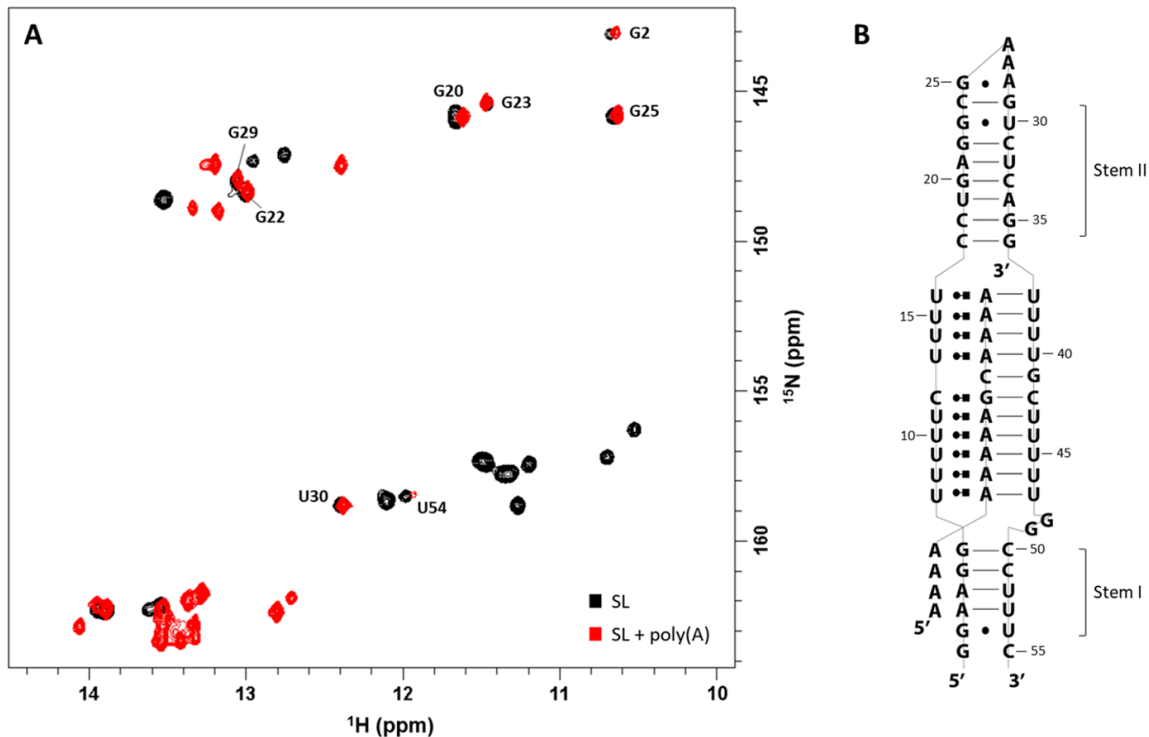 A
B
G2
G20
G23
G25
G29
G22
U30
U54
SL
SL + poly(A)
145
150
155
160
¹⁵N (ppm)
14 13 12 11 10
¹H (ppm)
A
A
25 G A
C G
G U 30
G C
A U
20 G C
U A
C G 35
C G
Stem II
3′
U A U
15 U A U
U A U
U A U 40
C G
C G C
10 U A U
U A U 45
U A U
U A U
U A U
G
G
A G C 50
A G C
A A U
A A U
5′ G U
G C 55
Stem I
5′ 3′